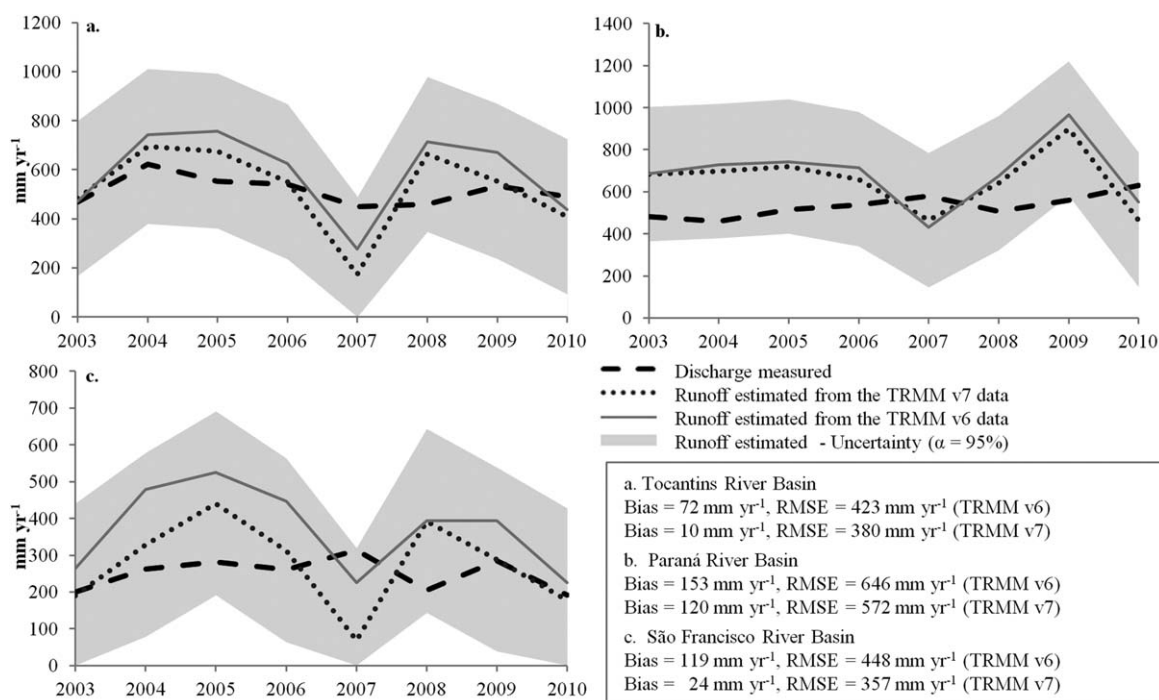 a.
1200
1000
800
600
400
200
0
mm yr-1
2003 2004 2005 2006 2007 2008 2009 2010
b.
1400
1200
1000
800
600
400
200
0
2003 2004 2005 2006 2007 2008 2009 2010
c.
800
700
600
500
400
300
200
100
0
mm yr-1
2003 2004 2005 2006 2007 2008 2009 2010
Discharge measured
Runoff estimated from the TRMM v7 data
Runoff estimated from the TRMM v6 data
Runoff estimated - Uncertainty (α = 95%)
a. Tocantins River Basin
Bias = 72 mm yr-1, RMSE = 423 mm yr-1 (TRMM v6)
Bias = 10 mm yr-1, RMSE = 380 mm yr-1 (TRMM v7)
b. Paraná River Basin
Bias = 153 mm yr-1, RMSE = 646 mm yr-1 (TRMM v6)
Bias = 120 mm yr-1, RMSE = 572 mm yr-1 (TRMM v7)
c. São Francisco River Basin
Bias = 119 mm yr-1, RMSE = 448 mm yr-1 (TRMM v6)
Bias = 24 mm yr-1, RMSE = 357 mm yr-1 (TRMM v7)